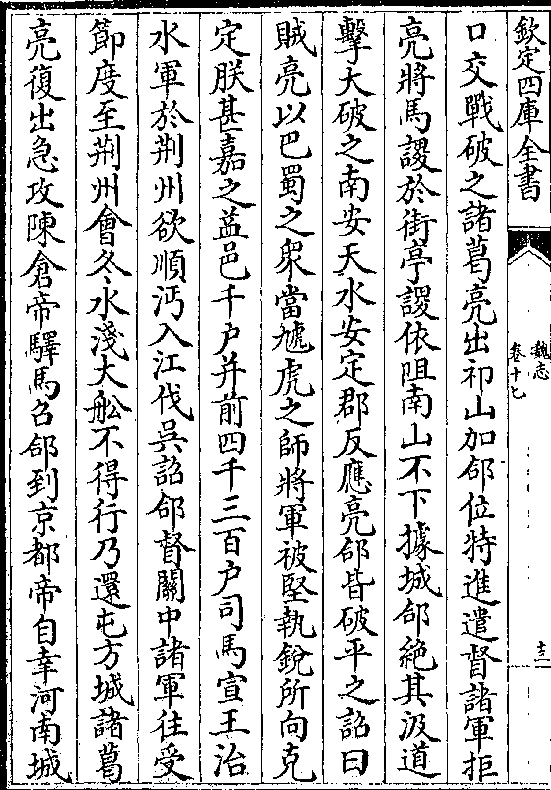 欽定四庫全書
魏志
卷十七
口交戰破之諸葛亮出祁山加郃位特進遣督諸軍拒
亮將馬謖於街亭謖依阻南山不下據城郃絶其汲道
擊大破之南安天水安定郡反應亮郃皆破平之詔曰
賊亮以巴蜀之衆當虓虎之師將軍被堅執銳所向克
定朕甚嘉之益邑千户并前四千三百户司馬宣王治
水軍於荆州欲順沔入江伐吳詔郃督關中諸軍往受
節度至荆州會冬水淺大舩不得行乃還屯方城諸葛
亮復出急攻陳倉帝驛馬召郃到京都帝自幸河南城